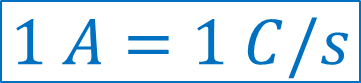 1 A = 1 C/s